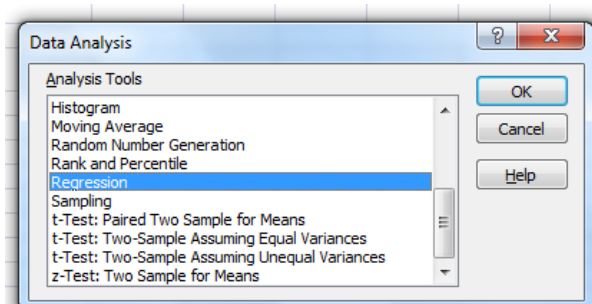 Data Analysis
?
X
Analysis Tools
Histogram
Moving Average
Random Number Generation
Rank and Percentile
Regression
Sampling
t-Test: Paired Two Sample for Means
t-Test: Two-Sample Assuming Equal Variances
t-Test: Two-Sample Assuming Unequal Variances
z-Test: Two Sample for Means
OK
Cancel
Help